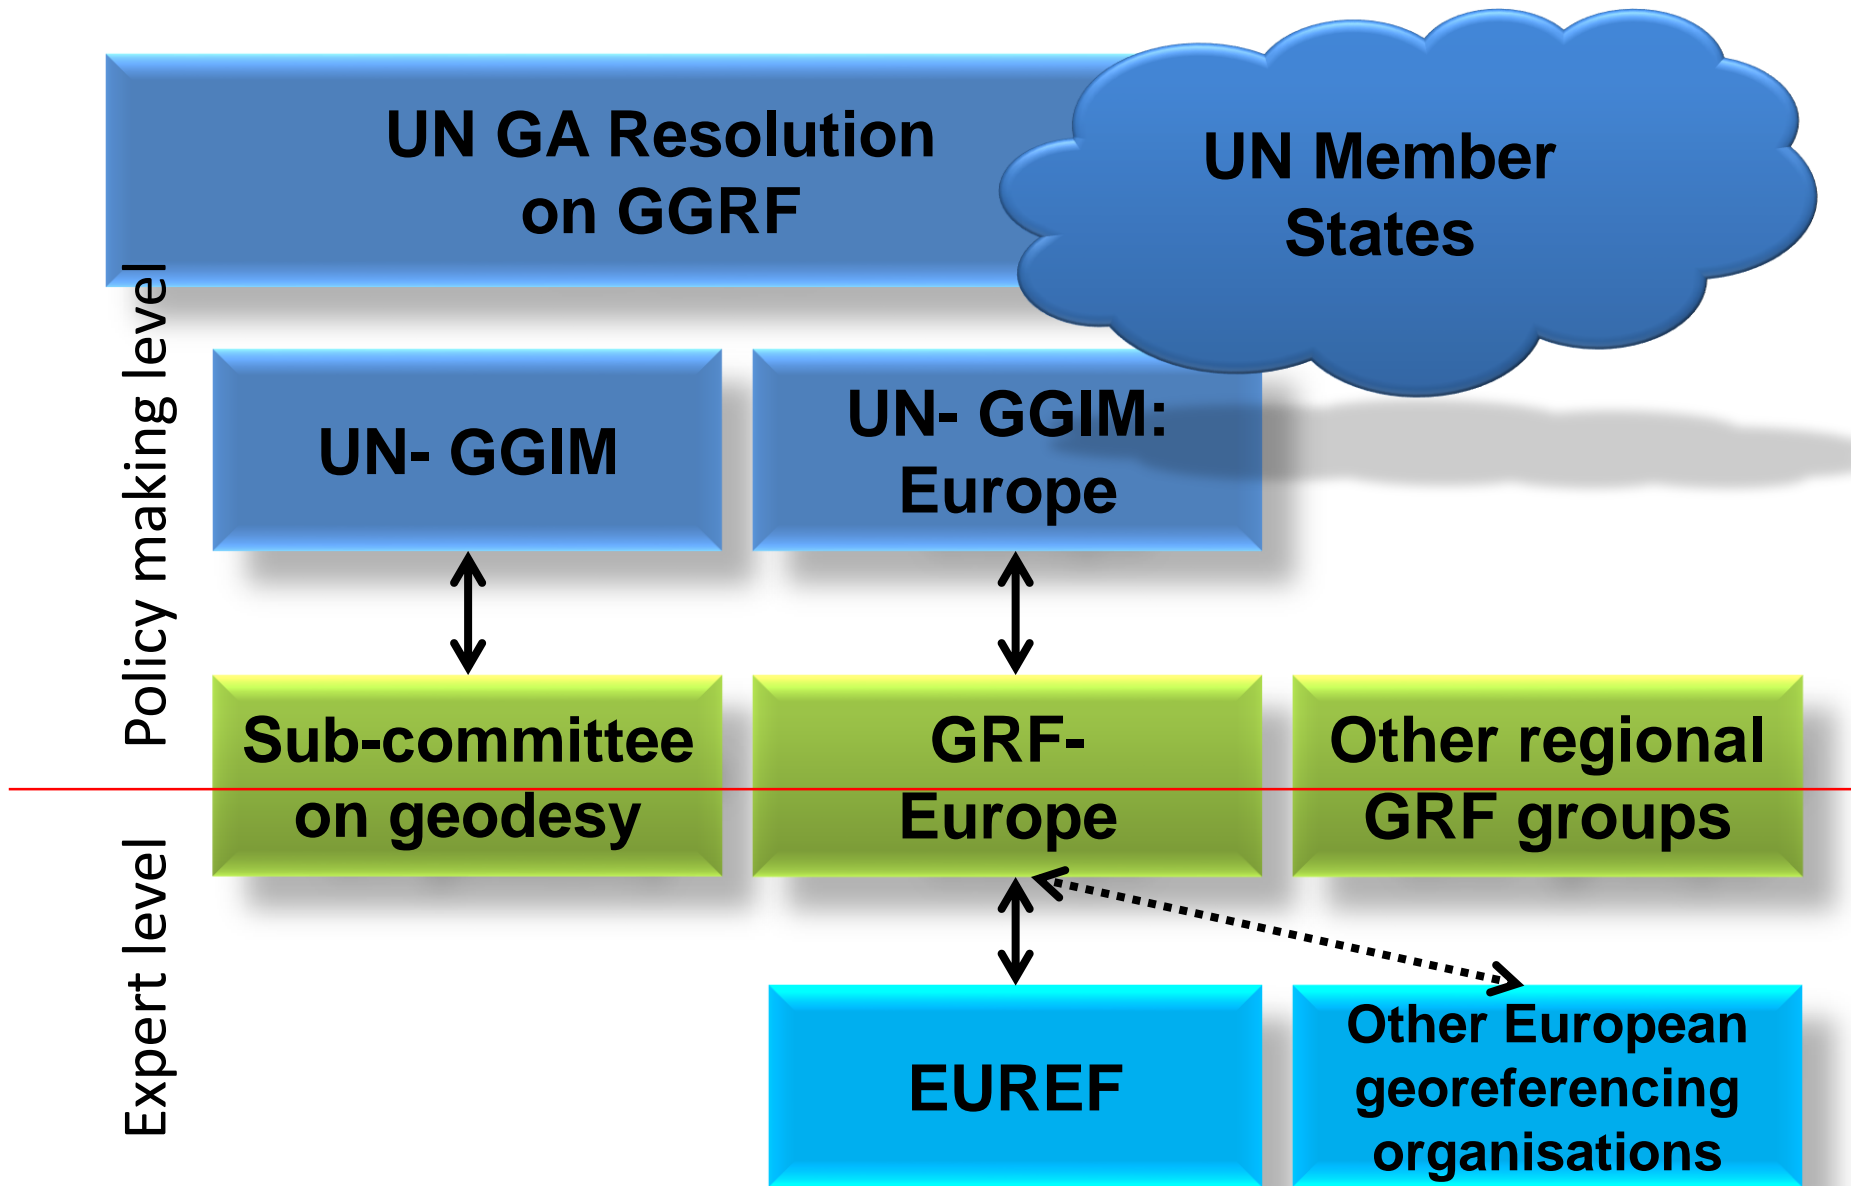 UN GA Resolution
on GGRF
UN Member
States
Policy making level
UN- GGIM
UN- GGIM:
Europe
Sub-committee
on geodesy
GRF-
Europe
Other regional
GRF groups
Expert level
EUREF
Other European
georeferencing
organisations